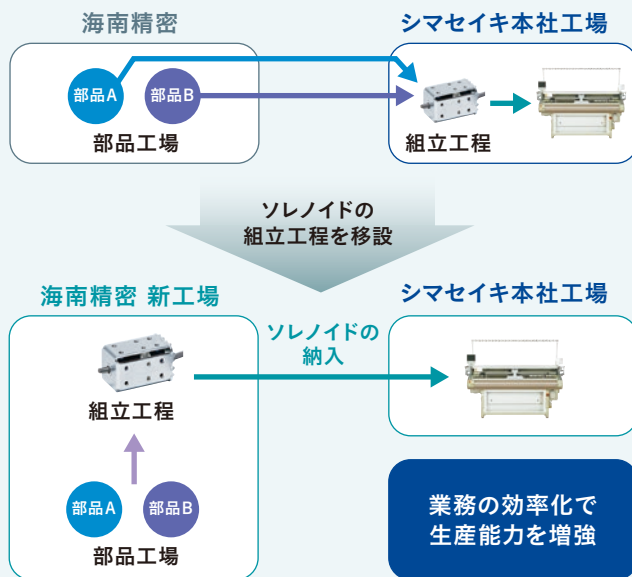 海南精密
シマセイキ本社工場
部品A
部品B
部品工場
組立工程
ソレノイドの
組立工程を移設
海南精密 新工場
シマセイキ本社工場
ソレノイドの
納入
組立工程
部品A
部品B
部品工場
業務の効率化で
生産能力を増強